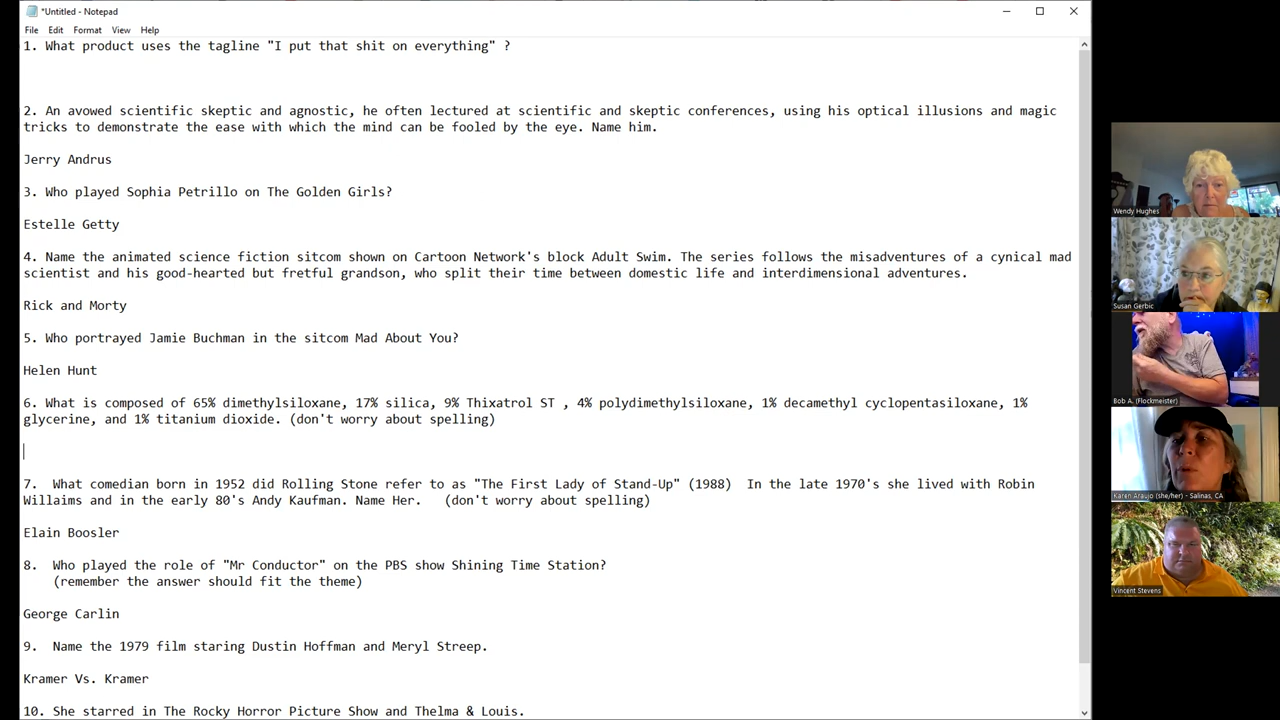 *Untitled - Notepad
File Edit Format View Help
1. What product uses the tagline "I put that shit on everything" ?
2. An avowed scientific skeptic and agnostic, he often lectured at scientific and skeptic conferences, using his optical illusions and magic
tricks to demonstrate the ease with which the mind can be fooled by the eye. Name him.
Jerry Andrus
3. Who played Sophia Petrillo on The Golden Girls?
Estelle Getty
4. Name the animated science fiction sitcom shown on Cartoon Network's block Adult Swim. The series follows the misadventures of a cynical mad
scientist and his good-hearted but fretful grandson, who split their time between domestic life and interdimensional adventures.
Rick and Morty
5. Who portrayed Jamie Buchman in the sitcom Mad About You?
Helen Hunt
6. What is composed of 65% dimethylsiloxane, 17% silica, 9% Thixatrol ST , 4% polydimethylsiloxane, 1% decamethyl cyclopentasiloxane, 1%
glycerine, and 1% titanium dioxide. (don't worry about spelling)
7. What comedian born in 1952 did Rolling Stone refer to as "The First Lady of Stand-Up" (1988) In the late 1970's she lived with Robin
Willaims and in the early 80's Andy Kaufman. Name Her. (don't worry about spelling)
Elain Boosler
8. Who played the role of "Mr Conductor" on the PBS show Shining Time Station?
(remember the answer should fit the theme)
George Carlin
9. Name the 1979 film staring Dustin Hoffman and Meryl Streep.
Kramer Vs. Kramer
10. She starred in The Rocky Horror Picture Show and Thelma & Louis.
Wendy Hughes
Susan Gerbic
Bob A. (Flockmeister)
Karen Araujo (she/her) - Salinas, CA
Vincent Stevens